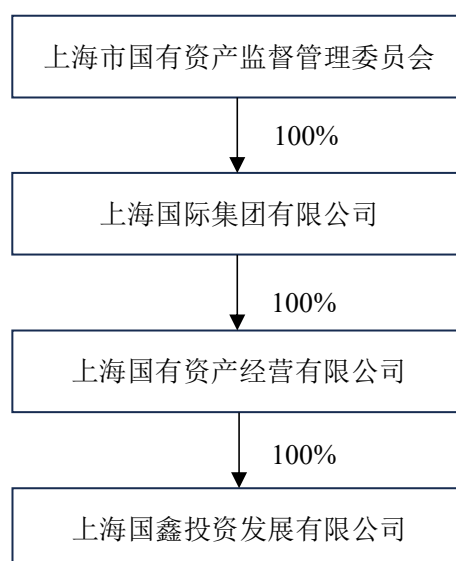 上海市国有资产监督管理委员会
100%
上海国际集团有限公司
100%
上海国有资产经营有限公司
100%
上海国鑫投资发展有限公司